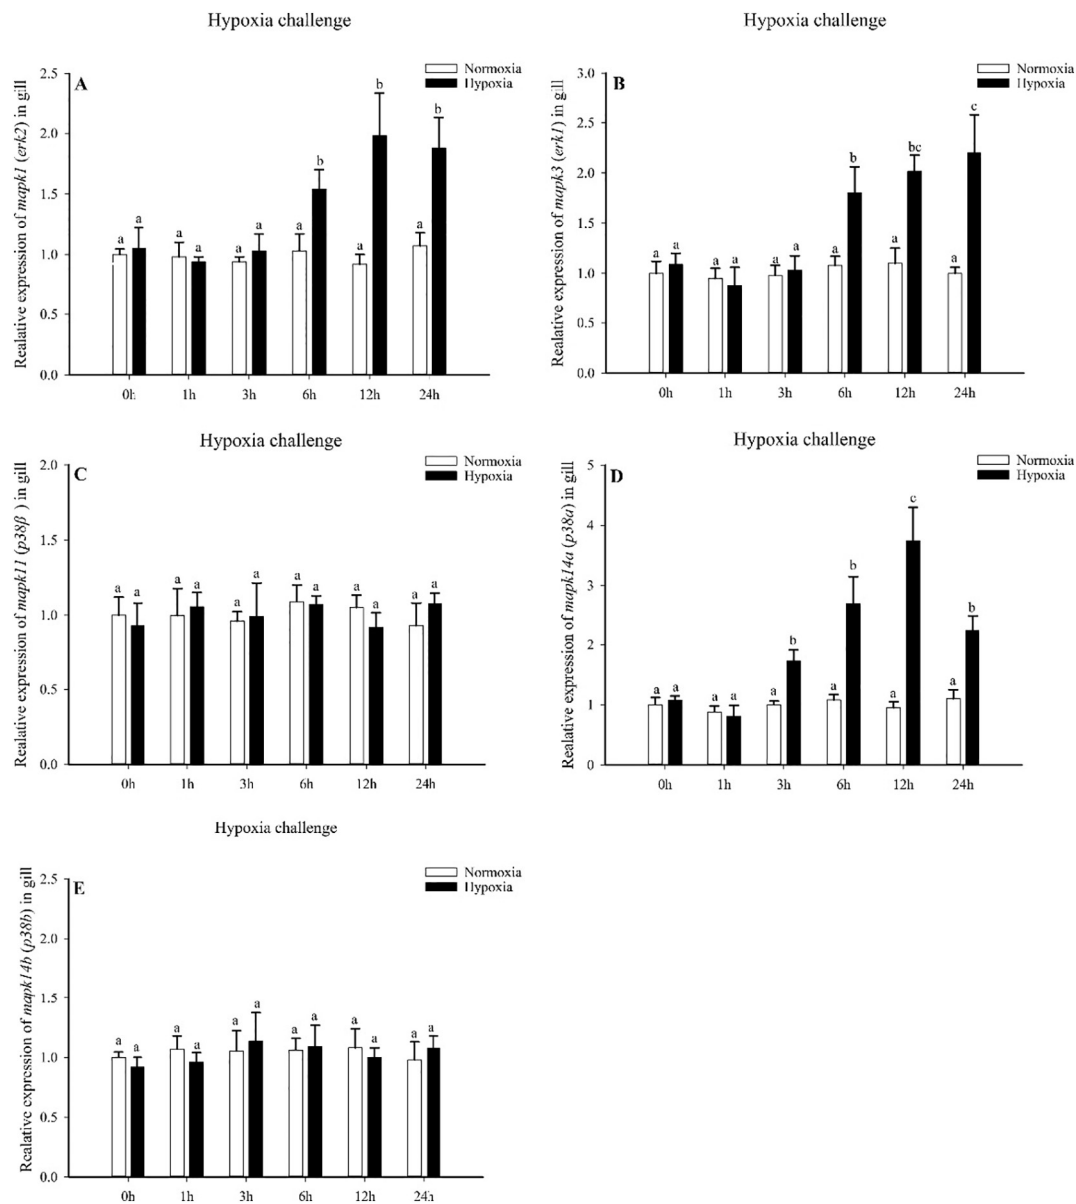 Hypoxia challenge
Normoxia
Hypoxia
A
Realative expression of mapk1 (erk2) in gill
2.5
2.0
1.5
1.0
0.5
0.0
a a a a a a a b a b a b
0h 1h 3h 6h 12h 24h
Hypoxia challenge
Normoxia
Hypoxia
B
Realative expression of mapk3 (erk1) in gill
3.0
2.5
2.0
1.5
1.0
0.5
0.0
a a a a a a a b a bc a c
0h 1h 3h 6h 12h 24h
Hypoxia challenge
Normoxia
Hypoxia
C
Realative expression of mapk11 (p38β ) in gill
2.0
1.5
1.0
0.5
0.0
a a a a a a a a a a a a
0h 1h 3h 6h 12h 24h
Hypoxia challenge
Normoxia
Hypoxia
D
Realative expression of mapk14a (p38a) in gill
5
4
3
2
1
0
a a a a a b a b a c a b
0h 1h 3h 6h 12h 24h
Hypoxia challenge
Normoxia
Hypoxia
E
Realative expression of mapk14b (p38b) in gill
2.5
2.0
1.5
1.0
0.5
0.0
a a a a a a a a a a a a
0h 1h 3h 6h 12h 24h